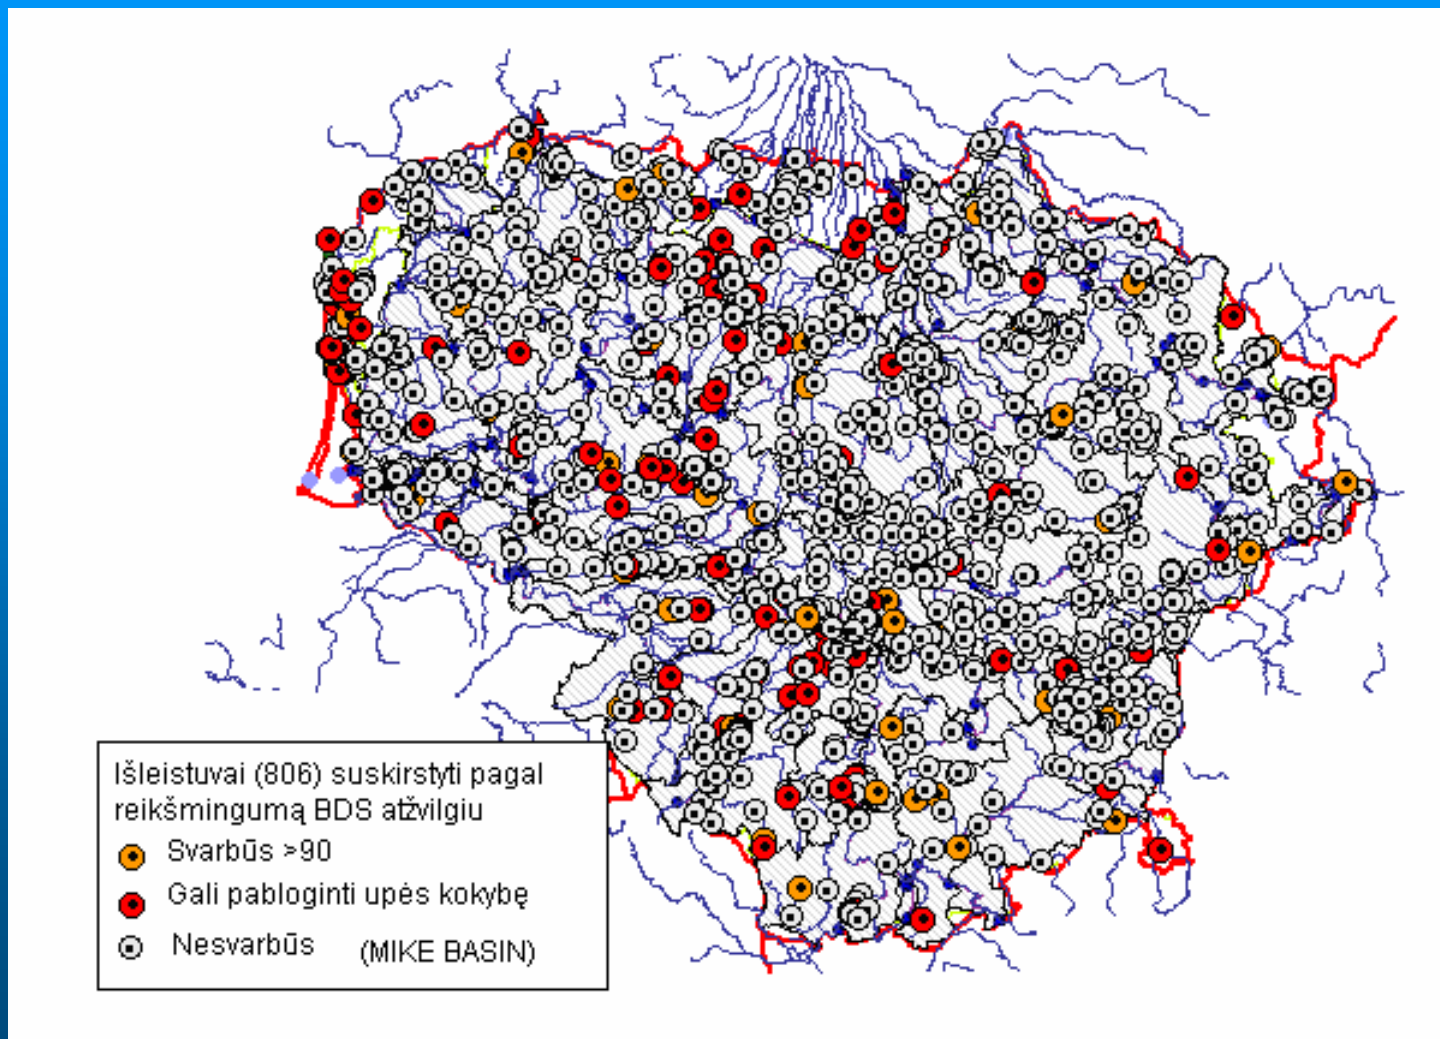 Išleistuvai (806) suskirstyti pagal
reikšmingumą BDS atžvilgiu
Svarbūs >90
Gali pabloginti upės kokybę
Nesvarbūs (MIKE BASIN)